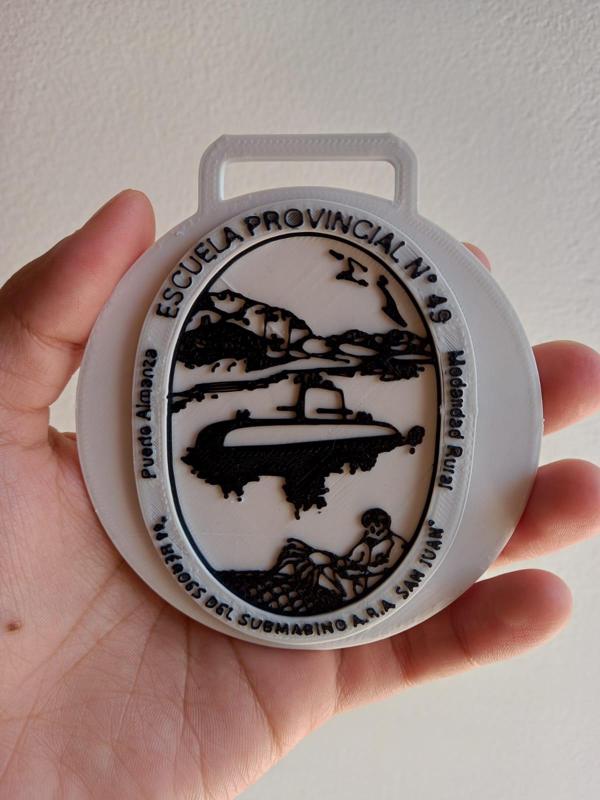 ESCUELA PROVINCIAL N° 49
Puerto Almanza
Modalidad Rural
HEROES DEL SUBMARINO A.R.A. SAN JUAN"